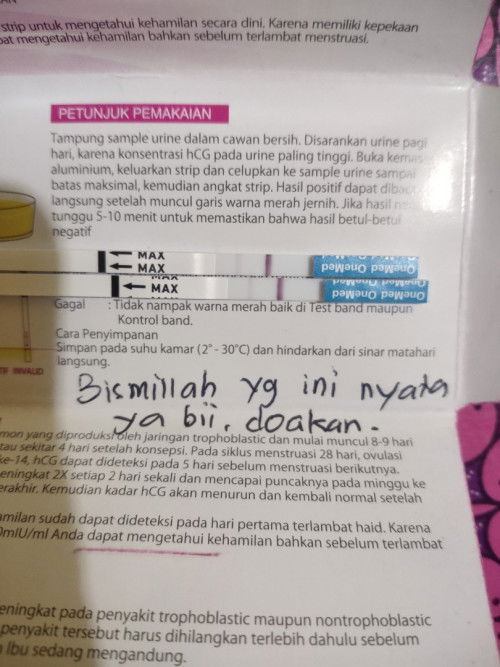 strip untuk mengetahui kehamilan secara dini. Karena memiliki kepekaan
mengetahui kehamilan bahkan sebelum terlambat menstruasi.
PETUNJUK PEMAKAIAN
Tampung sample urine dalam cawan bersih. Disarankan urine pagi
hari, karena konsentrasi hCG pada urine paling tinggi. Buka kemas
aluminium, keluarkan strip dan celupkan ke sample urine sampai
batas maksimal, kemudian angkat strip. Hasil positif dapat dibaca
langsung setelah muncul garis warna merah jernih. Jika hasil
tunggu 5-10 menit untuk memastikan bahwa hasil betul-betul
negatif
MAX
MAX
OneMed OneMed
MAX
MAX
OneMed OneMed
OneMed OneMed
Gagal : Tidak nampak warna merah baik di Test band maupun
Kontrol band.
Cara Penyimpanan
Simpan pada suhu kamar (2° - 30°C) dan hindarkan dari sinar matahari
langsung.
INVALID
Bismillah yg ini nyata
ya bii, doakan.
mon yang diproduksi oleh jaringan trophoblastic dan mulai muncul 8-9 hari
tau sekitar 4 hari setelah konsepsi. Pada siklus menstruasi 28 hari, ovulasi
ke-14, hCG dapat dideteksi pada 5 hari sebelum menstruasi berikutnya.
eningkat 2X setiap 2 hari sekali dan mencapai puncaknya pada minggu ke
erakhir. Kemudian kadar hCG akan menurun dan kembali normal setelah
amilan sudah dapat dideteksi pada hari pertama terlambat haid. Karena
0mIU/ml Anda dapat mengetahui kehamilan bahkan sebelum terlambat
eningkat pada penyakit trophoblastic maupun nontrophoblastic
penyakit tersebut harus dihilangkan terlebih dahulu sebelum
Ibu sedang mengandung.